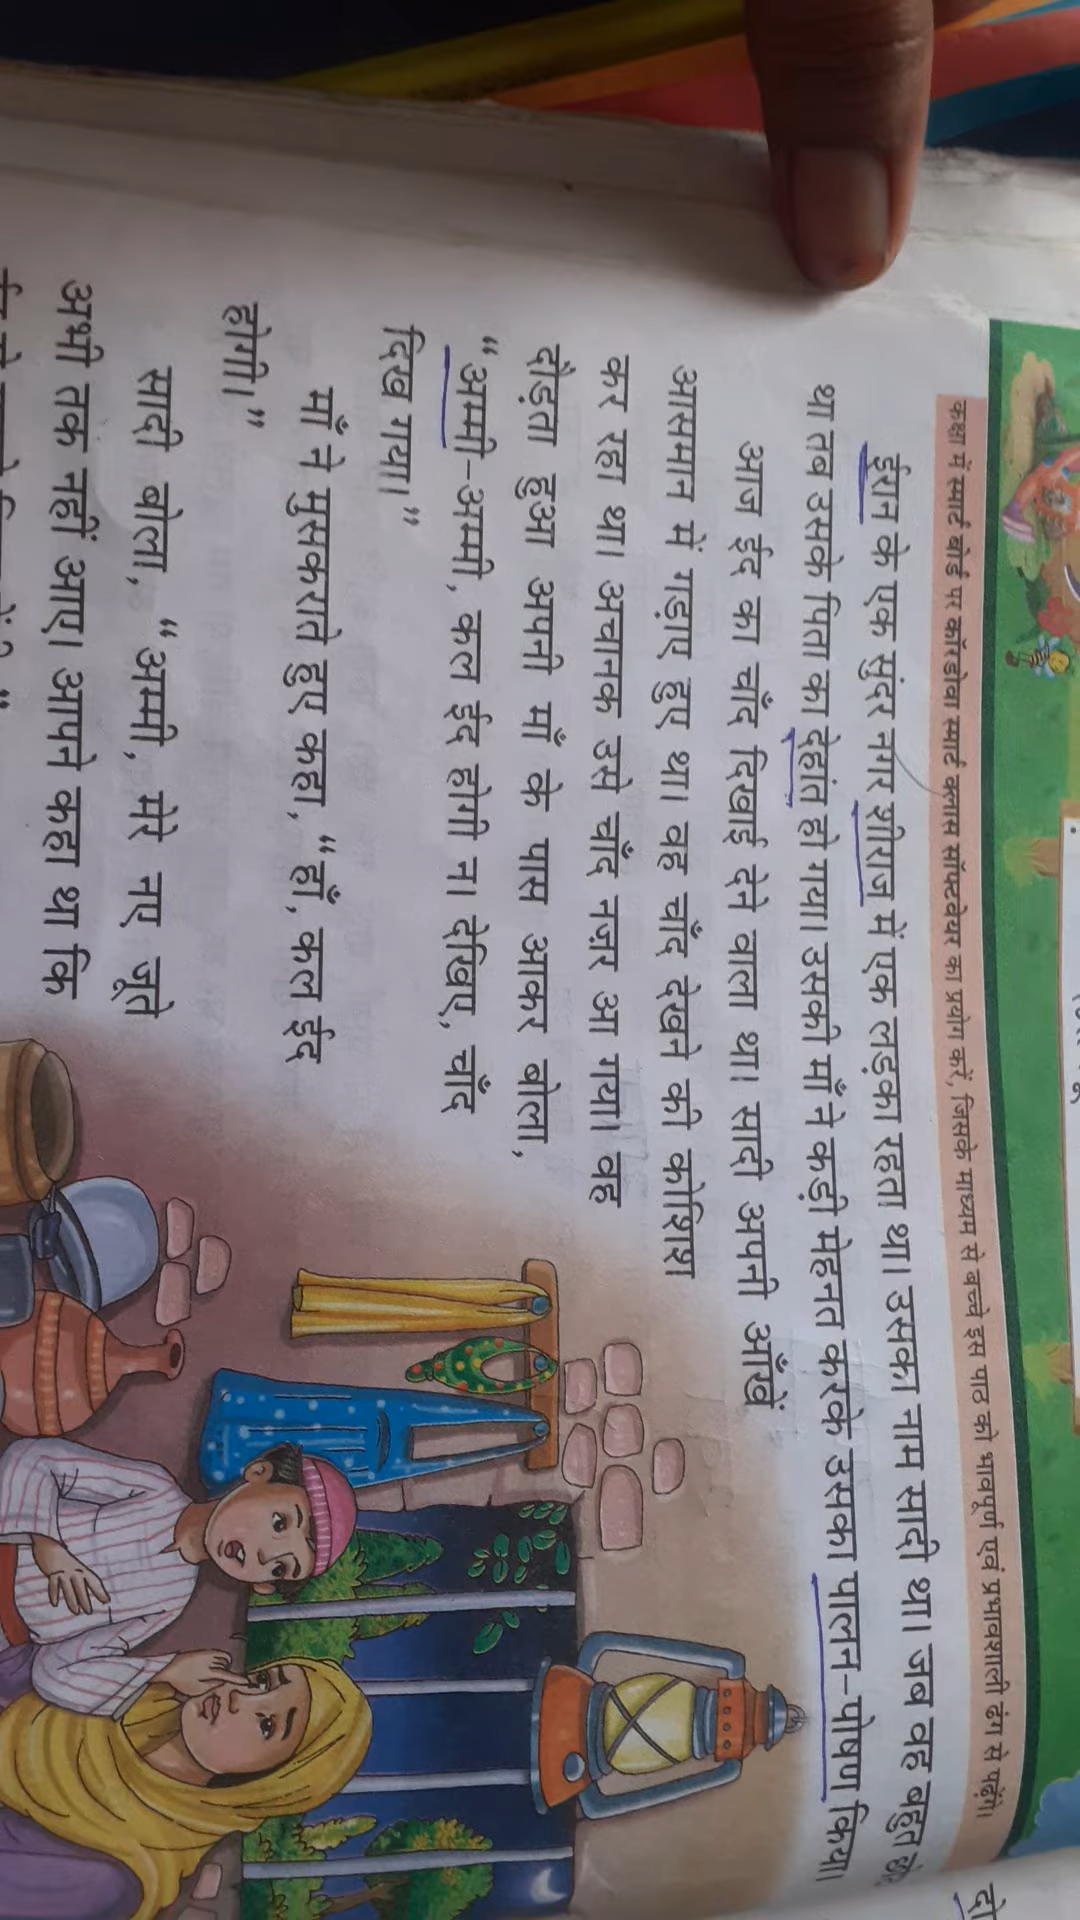 कक्षा में स्मार्ट बोर्ड पर कॉरडोवा स्मार्ट क्लास सॉफ्टवेयर का प्रयोग करें, जिसके माध्यम से बच्चे इस पाठ को भावपूर्ण एवं प्रभावशाली ढंग से पढ़ेंगे।
ईरान के एक सुंदर नगर शीराज में एक लड़का रहता था। उसका नाम सादी था। जब वह बहुत
था तब उसके पिता का देहांत हो गया। उसकी माँ ने कड़ी मेहनत करके उसका पालन-पोषण किया।
आज ईद का चाँद दिखाई देने वाला था। सादी अपनी आँखें
आसमान में गड़ाए हुए था। वह चाँद देखने की कोशिश
कर रहा था। अचानक उसे चाँद नज़र आ गया। वह
दौड़ता हुआ अपनी माँ के पास आकर बोला,
“अम्मी-अम्मी, कल ईद होगी न। देखिए, चाँद
दिख गया।”
माँ ने मुसकराते हुए कहा, “हाँ, कल ईद
होगी।”
सादी बोला, “अम्मी, मेरे नए जूते
अभी तक नहीं आए। आपने कहा था कि